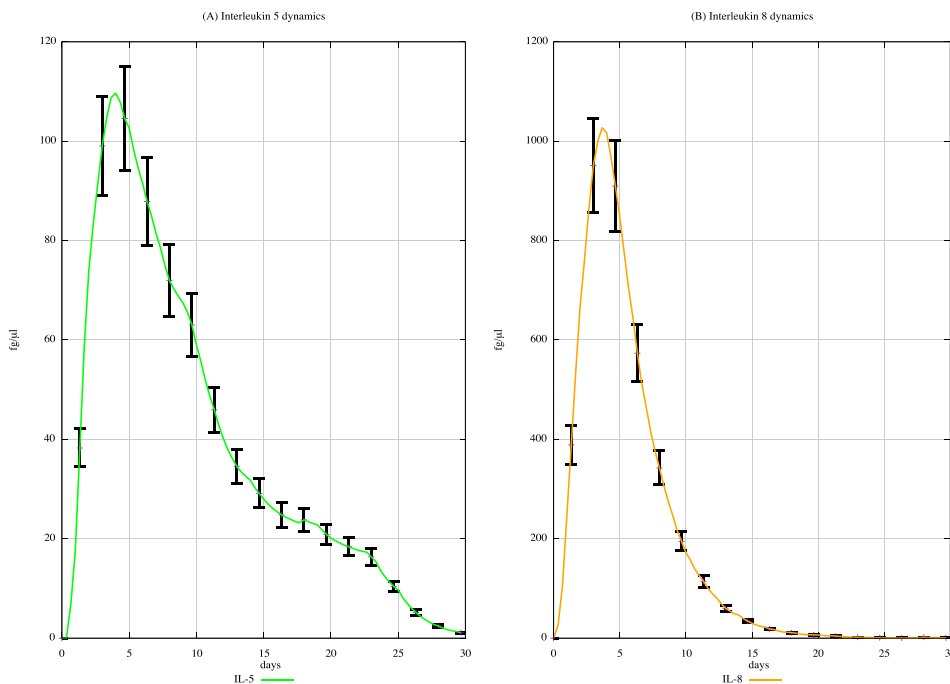 (A) Interleukin 5 dynamics
120
100
80
60
40
20
0
fg/µl
0 5 10 15 20 25 30
days
IL-5
(B) Interleukin 8 dynamics
1200
1000
800
600
400
200
0
fg/µl
0 5 10 15 20 25 3
days
IL-8